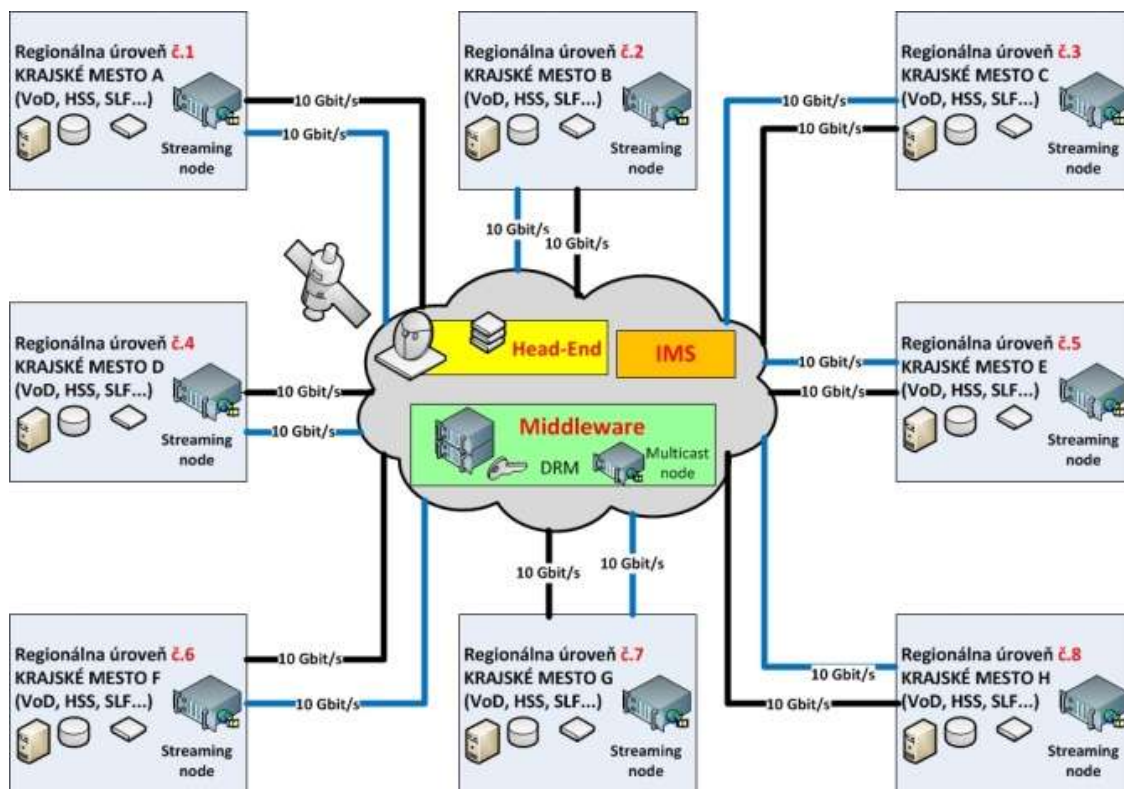 Regionálna úroveň č.1
KRAJSKÉ MESTO A
(VoD, HSS, SLF...)
Streaming
node
10 Gbit/s
10 Gbit/s
Regionálna úroveň č.2
KRAJSKÉ MESTO B
(VoD, HSS, SLF...)
Streaming
node
10 Gbit/s
10 Gbit/s
Regionálna úroveň č.3
KRAJSKÉ MESTO C
(VoD, HSS, SLF...)
Streaming
node
10 Gbit/s
10 Gbit/s
Regionálna úroveň č.4
KRAJSKÉ MESTO D
(VoD, HSS, SLF...)
Streaming
node
10 Gbit/s
10 Gbit/s
Head-End
IMS
Middleware
DRM
Multicast
node
Regionálna úroveň č.5
KRAJSKÉ MESTO E
(VoD, HSS, SLF...)
Streaming
node
10 Gbit/s
10 Gbit/s
Regionálna úroveň č.6
KRAJSKÉ MESTO F
(VoD, HSS, SLF...)
Streaming
node
10 Gbit/s
10 Gbit/s
Regionálna úroveň č.7
KRAJSKÉ MESTO G
(VoD, HSS, SLF...)
Streaming
node
10 Gbit/s
10 Gbit/s
Regionálna úroveň č.8
KRAJSKÉ MESTO H
(VoD, HSS, SLF...)
Streaming
node
10 Gbit/s
10 Gbit/s